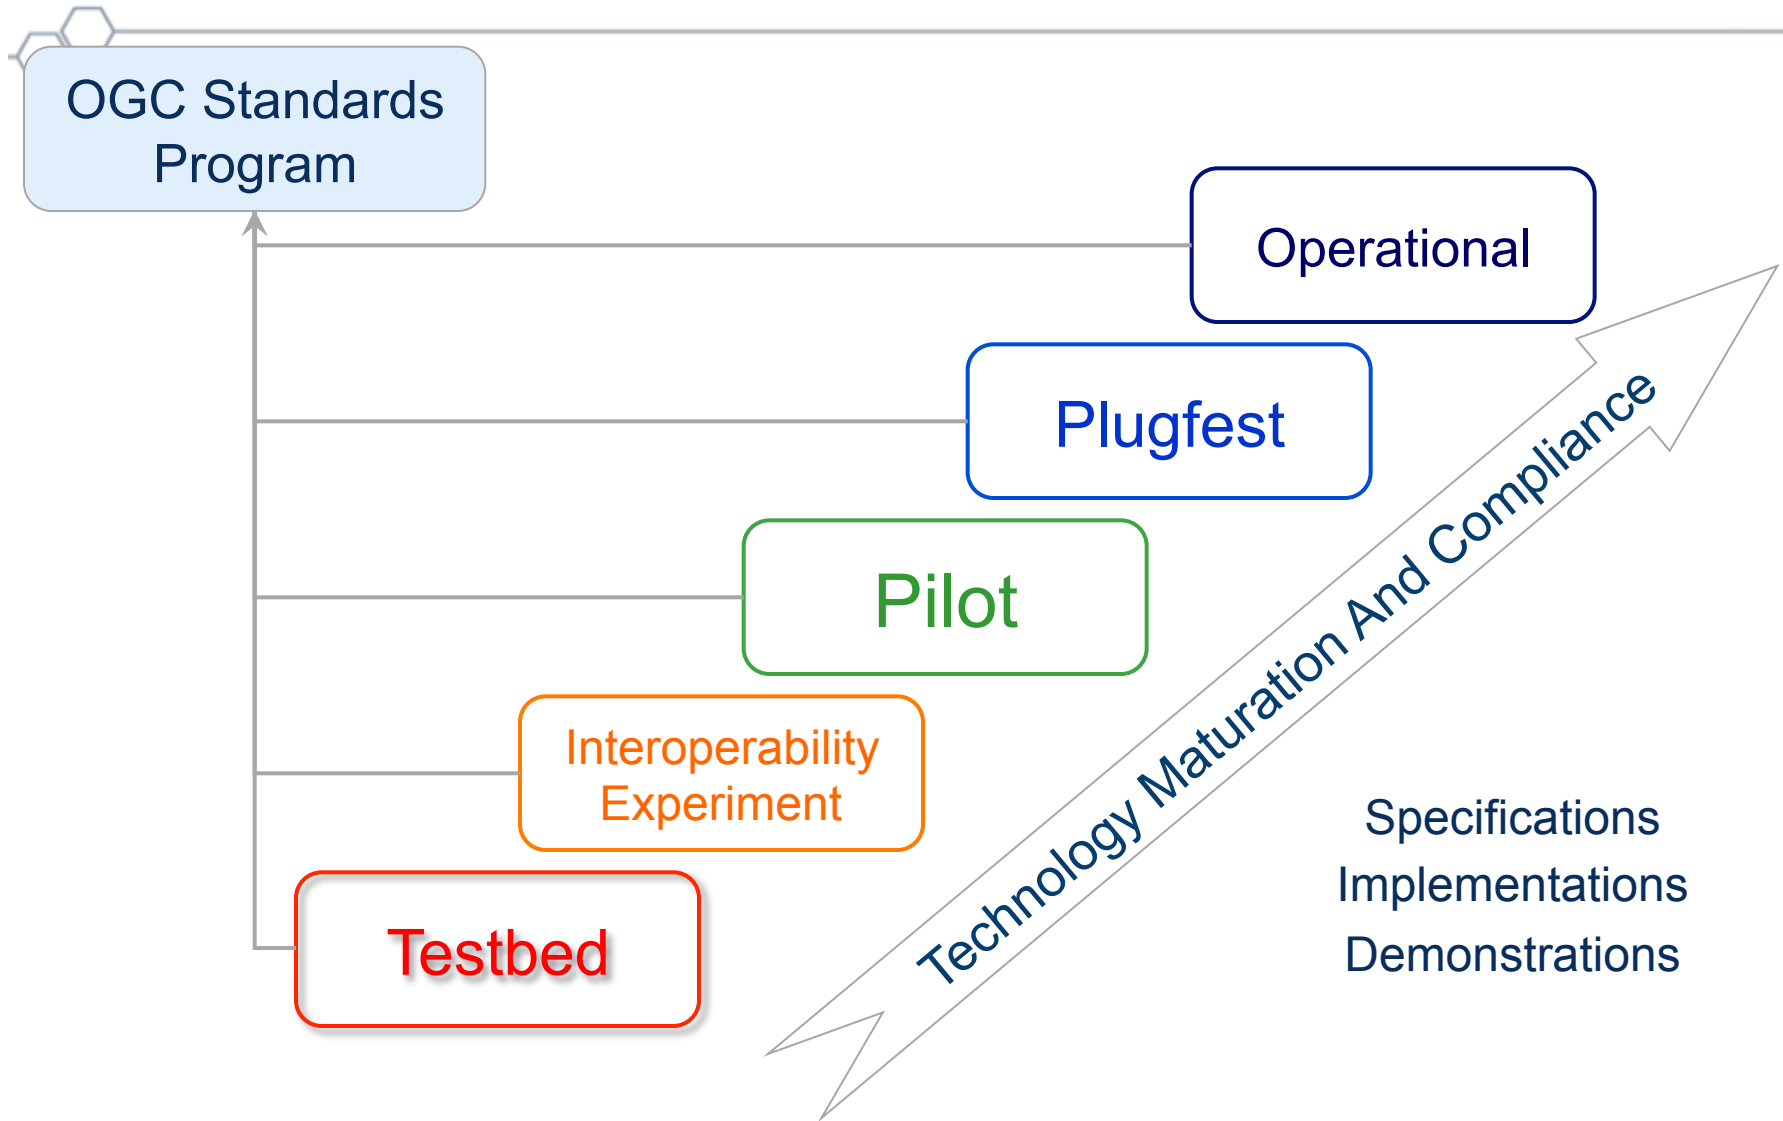 OGC Standards
Program
Operational
Plugfest
Pilot
Interoperability
Experiment
Testbed
Technology Maturation And Compliance
Specifications
Implementations
Demonstrations